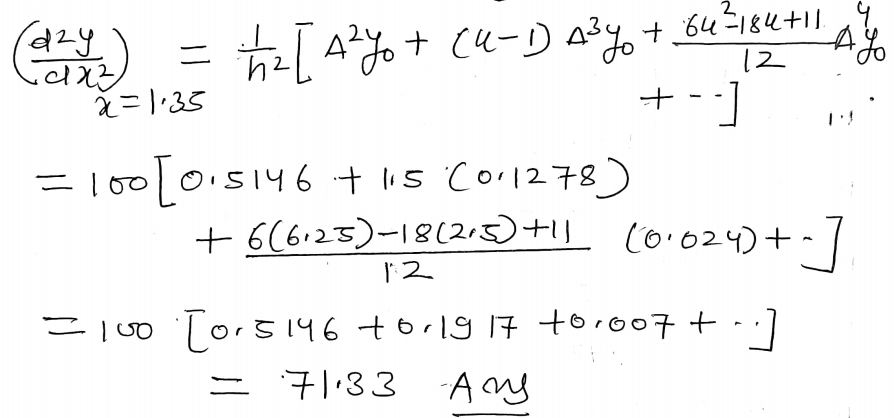 (d²y/dx²) x=1.35 = 1/h² [ Δ²y₀ + (u-1) Δ³y₀ + (6u²-18u+11)/12 Δ⁴y₀
+ --]
= 100 [0.5146 + 1.5 (0.1278)
+ (6(6.25)-18(2.5)+11)/12 (0.024) + -]
= 100 [0.5146 + 0.1917 + 0.007 + --]
= 71.33 Ans